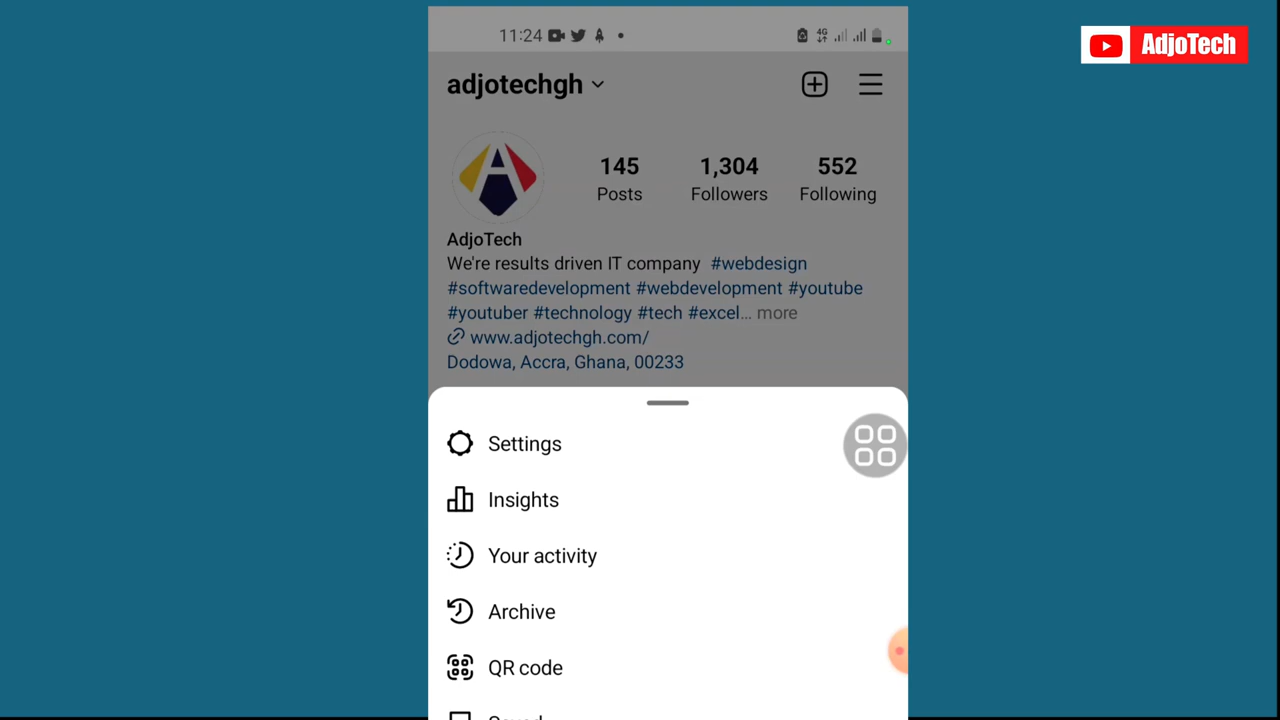 AdjoTech
11:24 4G
adjotechgh
145 1,304 552
Posts Followers Following
AdjoTech
We're results driven IT company #webdesign
#softwaredevelopment #webdevelopment #youtube
#youtuber #technology #tech #excel… more
www.adjotechgh.com/
Dodowa, Accra, Ghana, 00233
Settings
Insights
Your activity
Archive
QR code
Saved